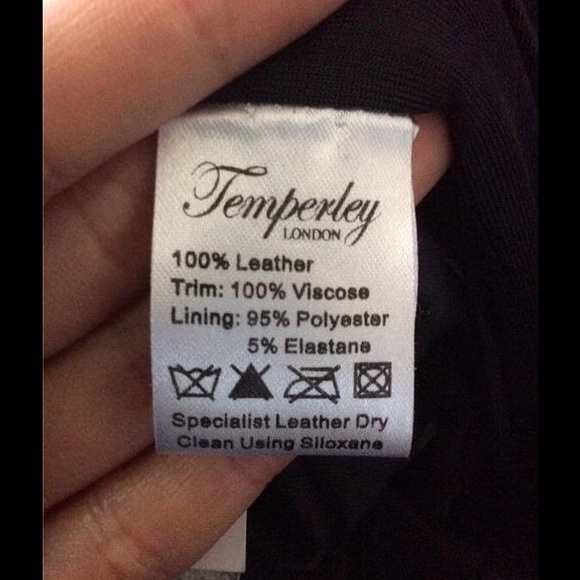 Temperley
LONDON
100% Leather
Trim: 100% Viscose
Lining: 95% Polyester
5% Elastane
Specialist Leather Dry
Clean Using Siloxane